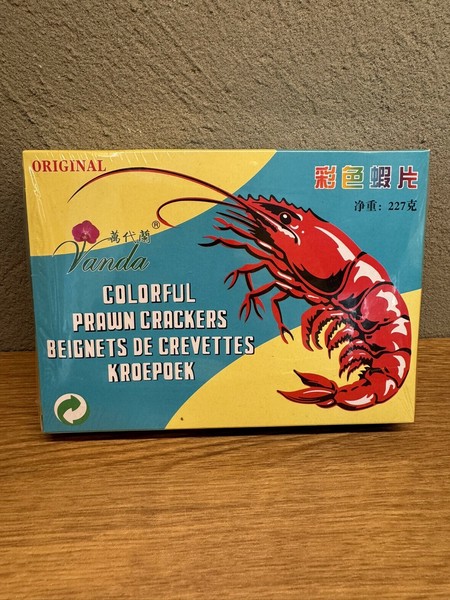 ORIGINAL
彩色蝦片
净重：227克
萬代蘭®
Vanda
COLORFUL
PRAWN CRACKERS
BEIGNETS DE CREVETTES
KROEPOEK